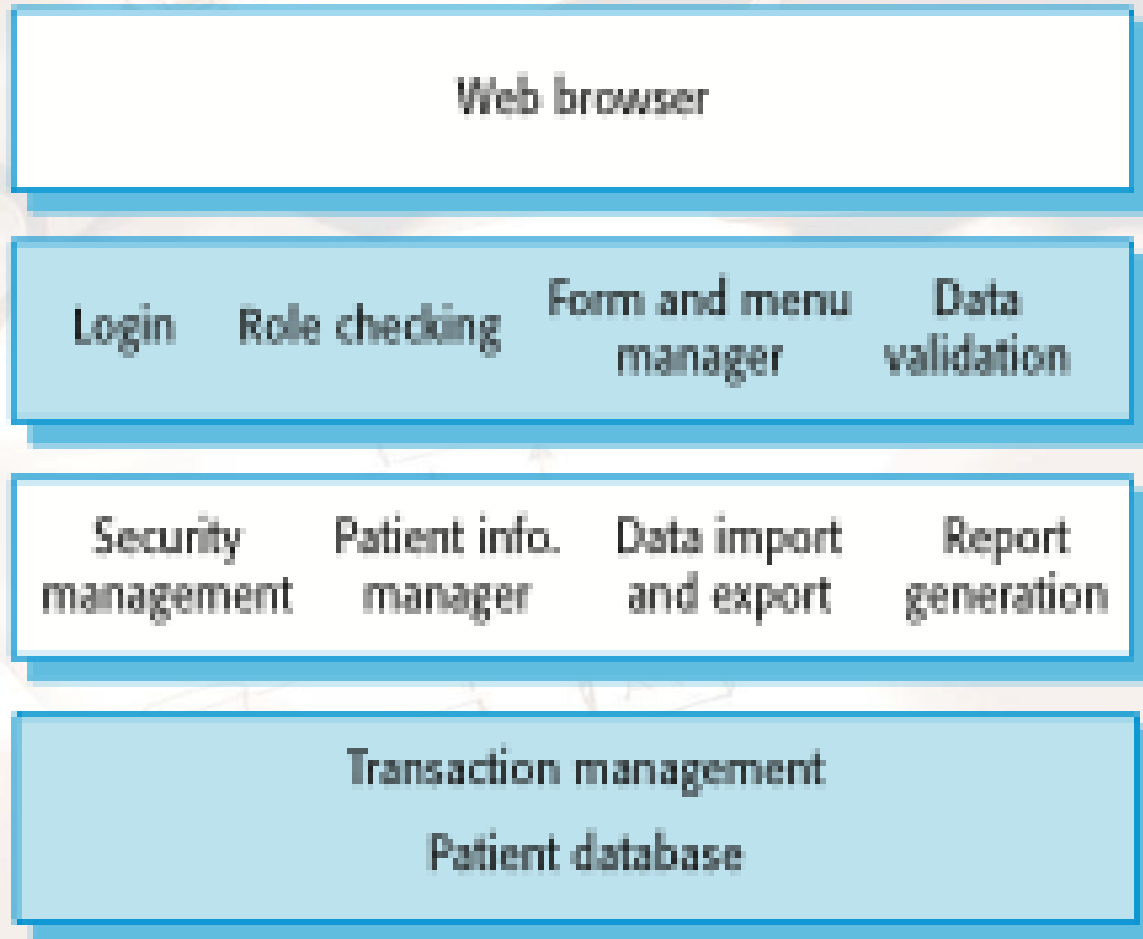 Web browser
Login Role checking Form and menu manager Data validation
Security management Patient info. manager Data import and export Report generation
Transaction management
Patient database